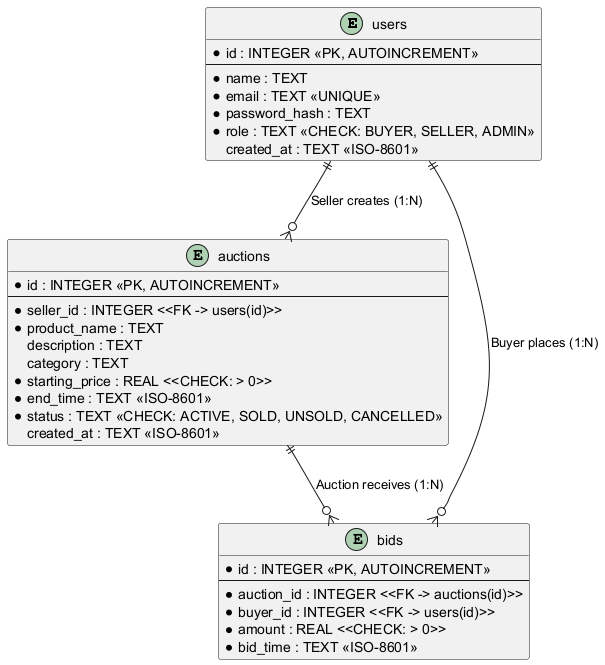 E users
* id : INTEGER «PK, AUTOINCREMENT»
* name : TEXT
* email : TEXT «UNIQUE»
* password_hash : TEXT
* role : TEXT «CHECK: BUYER, SELLER, ADMIN»
created_at : TEXT «ISO-8601»
Seller creates (1:N)
E auctions
* id : INTEGER «PK, AUTOINCREMENT»
* seller_id : INTEGER <<FK -> users(id)>>
* product_name : TEXT
description : TEXT
category : TEXT
* starting_price : REAL <<CHECK: > 0>>
* end_time : TEXT «ISO-8601»
* status : TEXT «CHECK: ACTIVE, SOLD, UNSOLD, CANCELLED»
created_at : TEXT «ISO-8601»
Buyer places (1:N)
Auction receives (1:N)
E bids
* id : INTEGER «PK, AUTOINCREMENT»
* auction_id : INTEGER <<FK -> auctions(id)>>
* buyer_id : INTEGER <<FK -> users(id)>>
* amount : REAL <<CHECK: > 0>>
* bid_time : TEXT «ISO-8601»